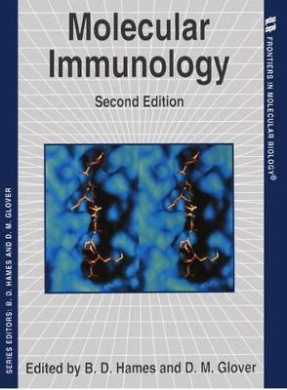 Molecular
Immunology
Second Edition
FRONTIERS IN MOLECULAR BIOLOGY®
SERIES EDITORS: B. D. HAMES AND D. M. GLOVER
Edited by B. D. Hames and D. M. Glover